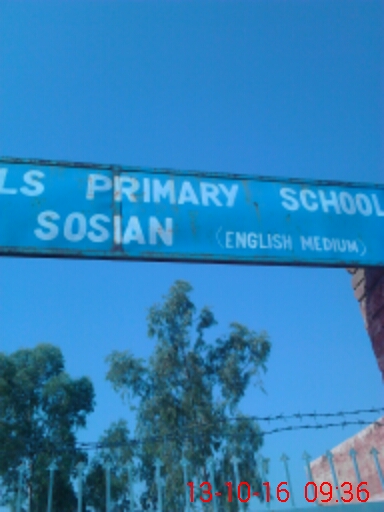 LS PRIMARY SCHOOL
SOSIAN (ENGLISH MEDIUM)
13-10-16 09:36